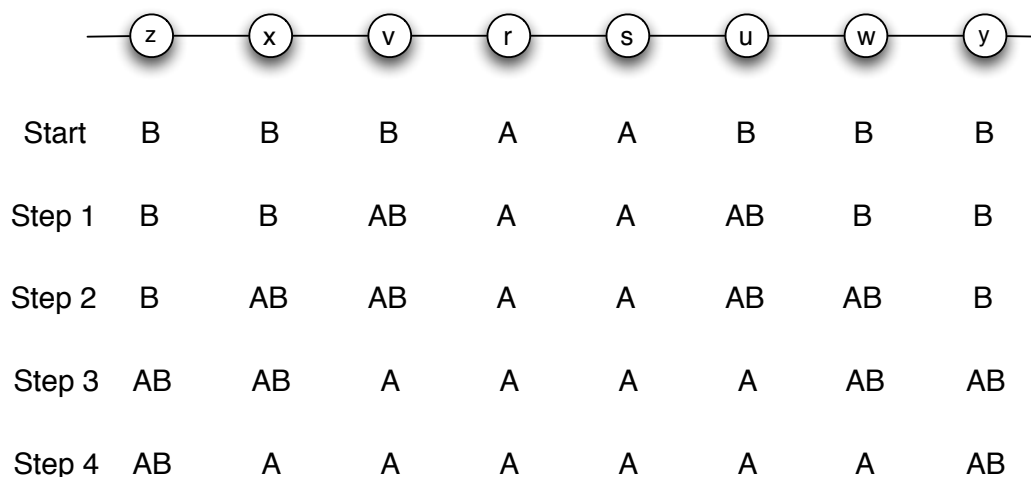 z x v r s u w y
Start B B B A A B B B
Step 1 B B AB A A AB B B
Step 2 B AB AB A A AB AB B
Step 3 AB AB A A A A AB AB
Step 4 AB A A A A A A AB